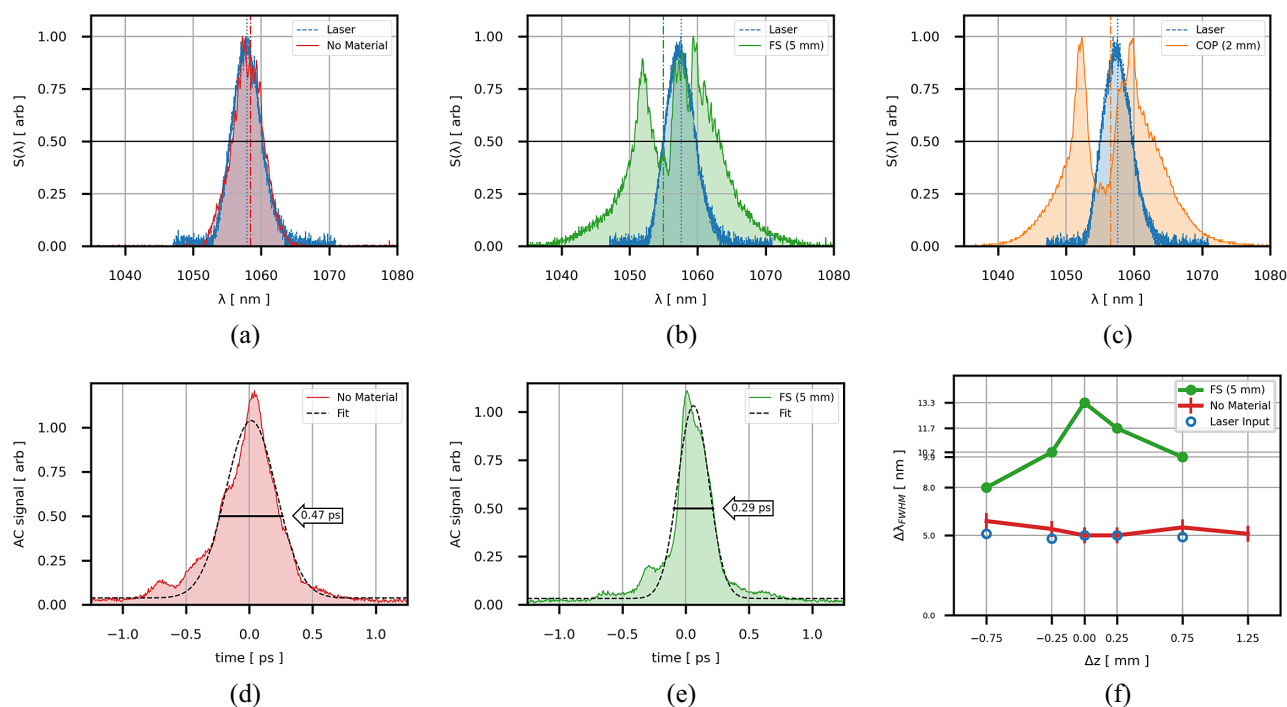 1.00
0.75
0.50
0.25
0.00
S(λ) [ arb ]
Laser
No Material
1040 1050 1060 1070 1080
λ [ nm ]
(a)
1.00
0.75
0.50
0.25
0.00
S(λ) [ arb ]
Laser
FS (5 mm)
1040 1050 1060 1070 1080
λ [ nm ]
(b)
1.00
0.75
0.50
0.25
0.00
S(λ) [ arb ]
Laser
COP (2 mm)
1040 1050 1060 1070 1080
λ [ nm ]
(c)
1.00
0.75
0.50
0.25
0.00
AC signal [ arb ]
No Material
Fit
0.47 ps
−1.0 −0.5 0.0 0.5 1.0
time [ ps ]
(d)
1.00
0.75
0.50
0.25
0.00
AC signal [ arb ]
FS (5 mm)
Fit
0.29 ps
−1.0 −0.5 0.0 0.5 1.0
time [ ps ]
(e)
13.3
11.7
8.0
5.0
0.0
ΔλFWHM [ nm ]
FS (5 mm)
No Material
Laser Input
−0.75 −0.25 0.00 0.25 0.75 1.25
Δz [ mm ]
(f)